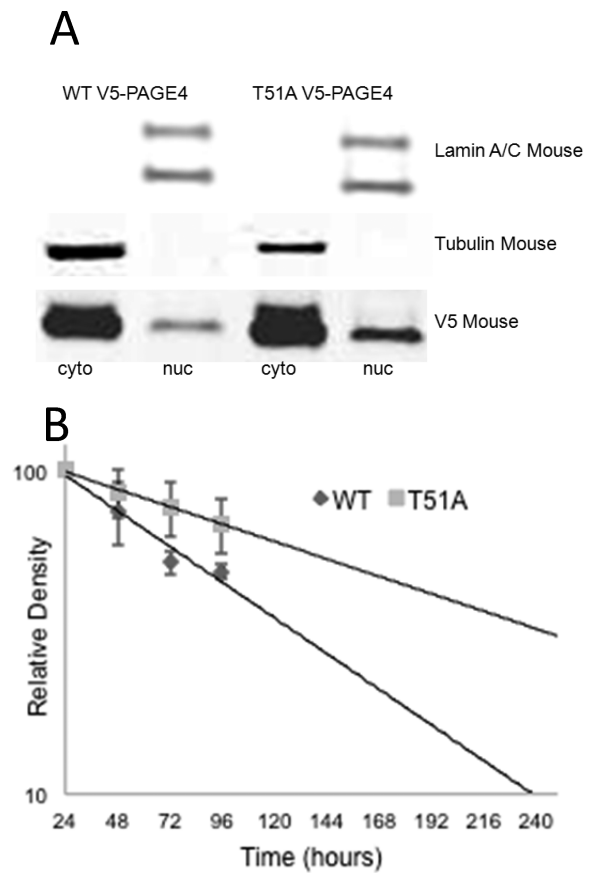 A
WT V5-PAGE4 T51A V5-PAGE4
Lamin A/C Mouse
Tubulin Mouse
V5 Mouse
cyto nuc cyto nuc
B
100
WT T51A
Relative Density
10
24 48 72 96 120 144 168 192 216 240
Time (hours)